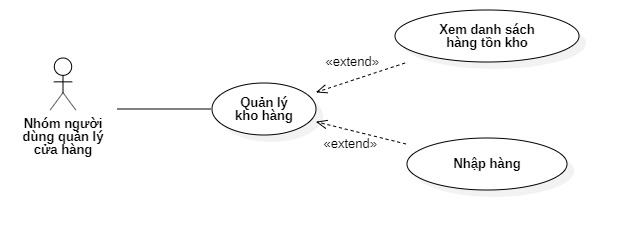 Xem danh sách
hàng tồn kho
«extend»
Quản lý
kho hàng
Nhóm người
dùng quản lý
cửa hàng
«extend»
Nhập hàng